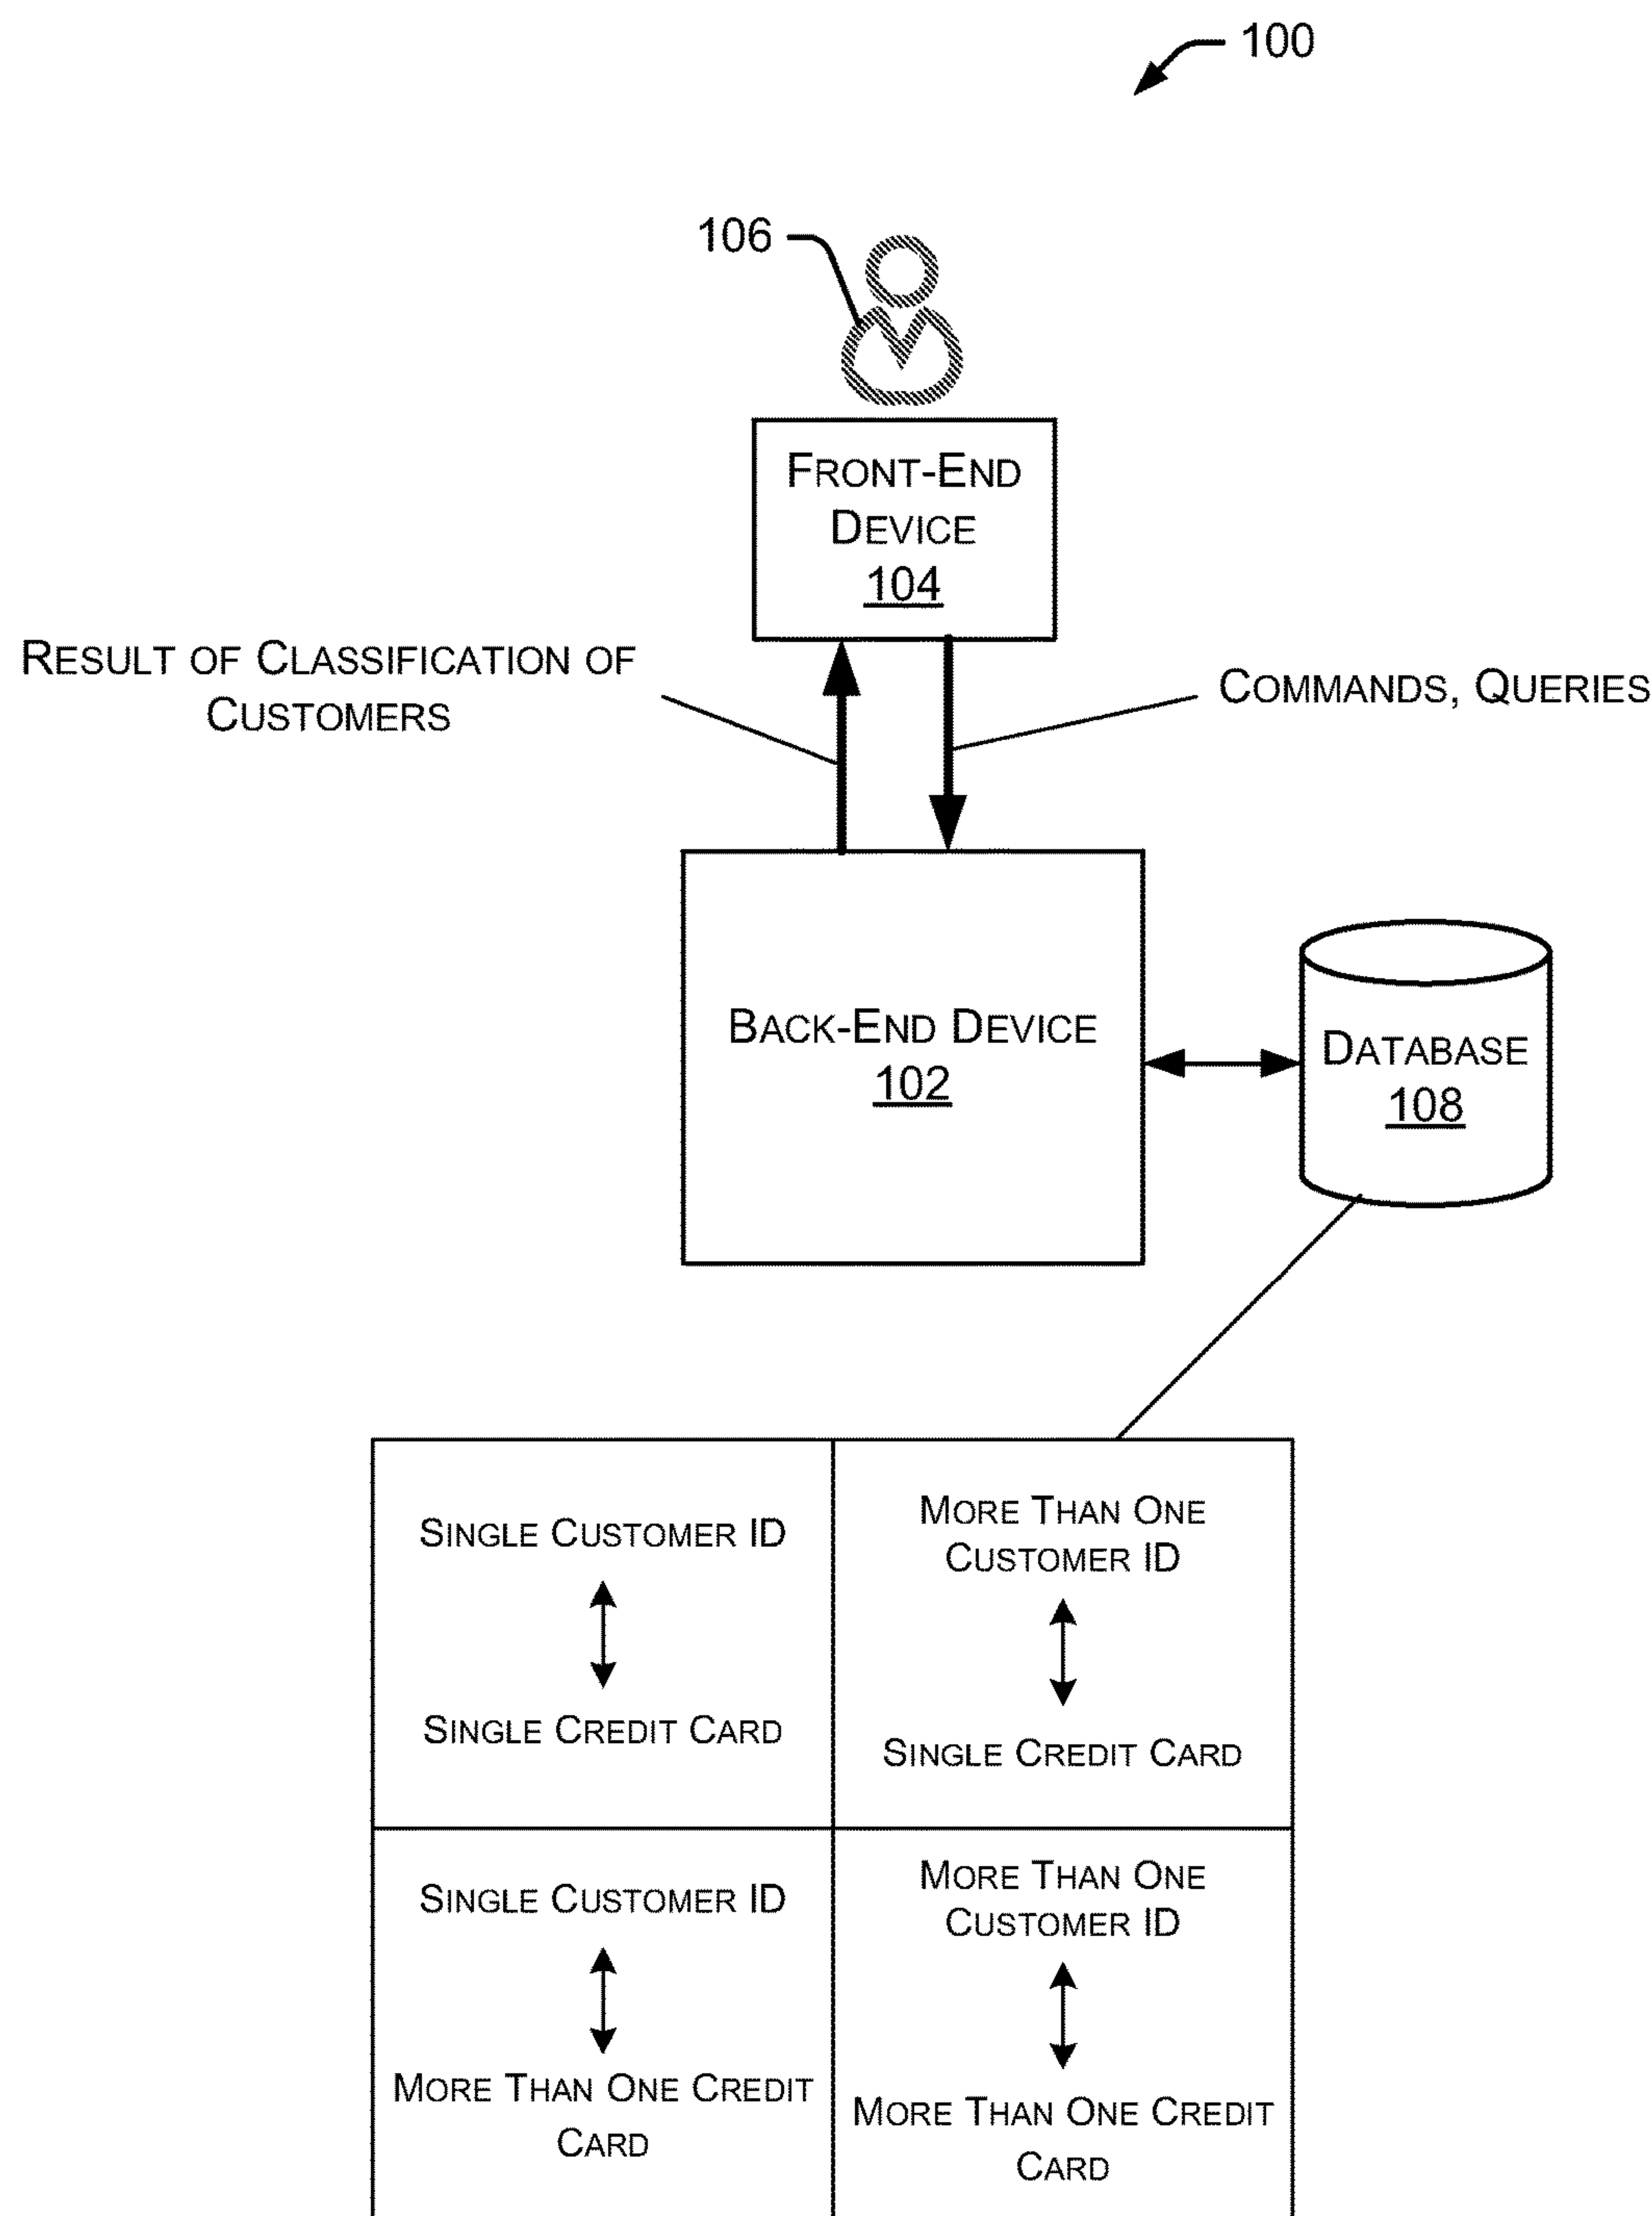 100
106
FRONT-END
DEVICE
104
RESULT OF CLASSIFICATION OF
CUSTOMERS
COMMANDS, QUERIES
BACK-END DEVICE
102
DATABASE
108
SINGLE CUSTOMER ID
SINGLE CREDIT CARD
MORE THAN ONE
CUSTOMER ID
SINGLE CREDIT CARD
SINGLE CUSTOMER ID
MORE THAN ONE CREDIT
CARD
MORE THAN ONE
CUSTOMER ID
MORE THAN ONE CREDIT
CARD